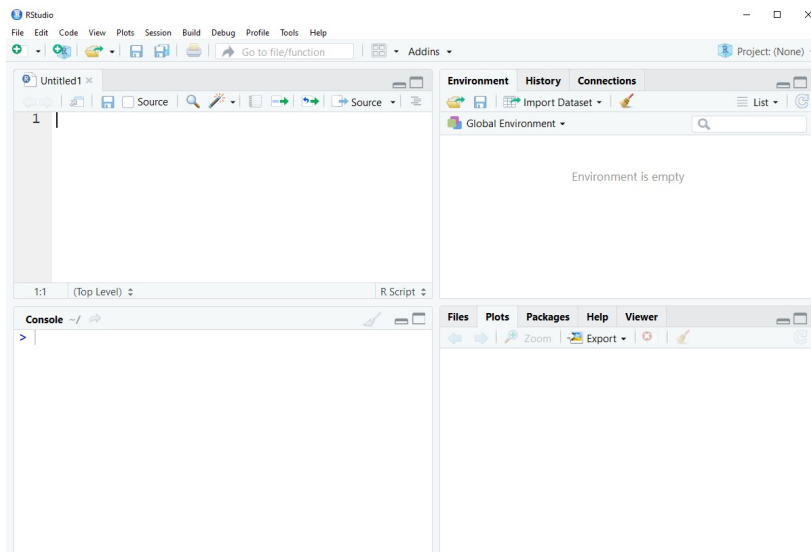 RStudio
File Edit Code View Plots Session Build Debug Profile Tools Help
Go to file/function Addins Project: (None)
Untitled1
Source Source
1
1:1 (Top Level) R Script
Console ~/
>
Environment History Connections
Import Dataset List
Global Environment
Environment is empty
Files Plots Packages Help Viewer
Zoom Export